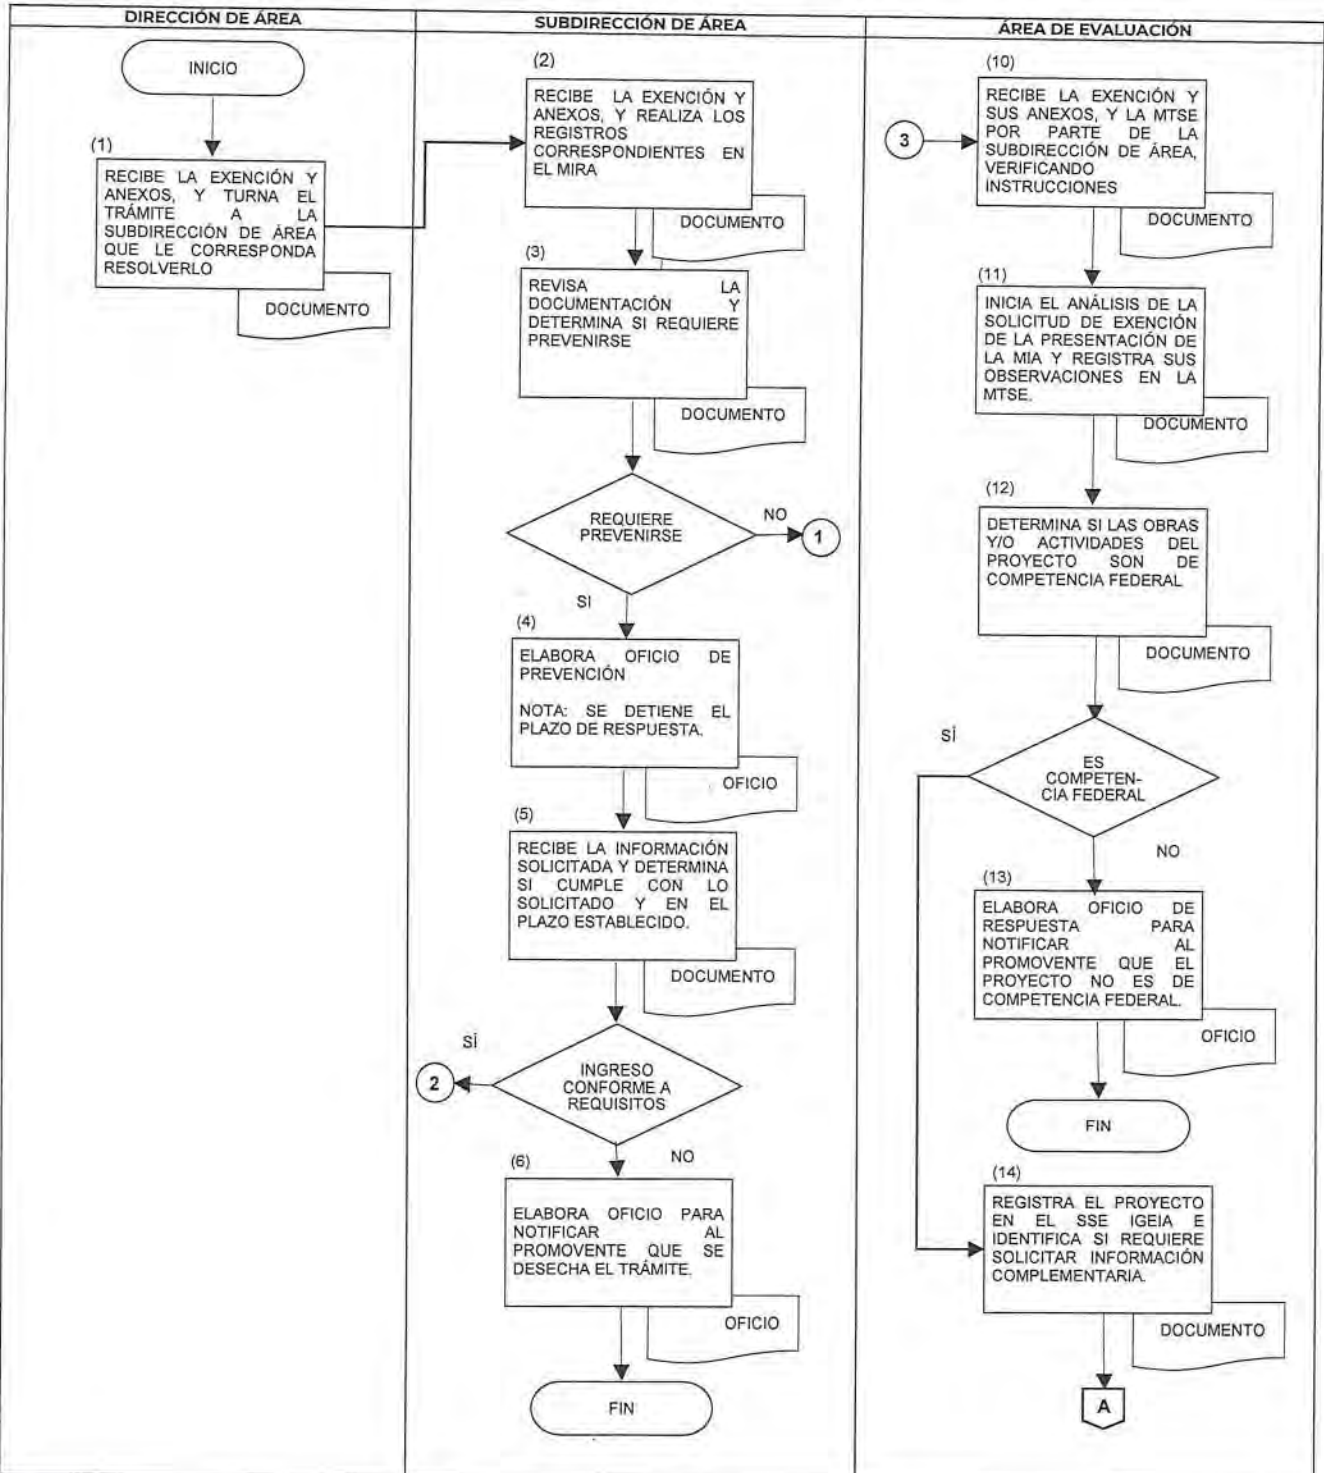 DIRECCIÓN DE ÁREA
INICIO
(1)
RECIBE LA EXENCIÓN Y
ANEXOS, Y TURNA EL
TRÁMITE A LA
SUBDIRECCIÓN DE ÁREA
QUE LE CORRESPONDA
RESOLVERLO
DOCUMENTO
SUBDIRECCIÓN DE ÁREA
(2)
RECIBE LA EXENCIÓN Y
ANEXOS, Y REALIZA LOS
REGISTROS
CORRESPONDIENTES EN
EL MIRA
DOCUMENTO
(3)
REVISA LA
DOCUMENTACIÓN Y
DETERMINA SI REQUIERE
PREVENIRSE
DOCUMENTO
REQUIERE
PREVENIRSE
NO
1
SI
(4)
ELABORA OFICIO DE
PREVENCIÓN
NOTA: SE DETIENE EL
PLAZO DE RESPUESTA.
OFICIO
(5)
RECIBE LA INFORMACIÓN
SOLICITADA Y DETERMINA
SI CUMPLE CON LO
SOLICITADO Y EN EL
PLAZO ESTABLECIDO.
DOCUMENTO
SÍ
2
INGRESO
CONFORME A
REQUISITOS
NO
(6)
ELABORA OFICIO PARA
NOTIFICAR AL
PROMOVENTE QUE SE
DESECHA EL TRÁMITE.
OFICIO
FIN
ÁREA DE EVALUACIÓN
(10)
3
RECIBE LA EXENCIÓN Y
SUS ANEXOS, Y LA MTSE
POR PARTE DE LA
SUBDIRECCIÓN DE ÁREA,
VERIFICANDO
INSTRUCCIONES
DOCUMENTO
(11)
INICIA EL ANÁLISIS DE LA
SOLICITUD DE EXENCIÓN
DE LA PRESENTACIÓN DE
LA MIA Y REGISTRA SUS
OBSERVACIONES EN LA
MTSE.
DOCUMENTO
(12)
DETERMINA SI LAS OBRAS
Y/O ACTIVIDADES DEL
PROYECTO SON DE
COMPETENCIA FEDERAL
DOCUMENTO
SÍ
ES
COMPETEN-
CIA FEDERAL
NO
(13)
ELABORA OFICIO DE
RESPUESTA PARA
NOTIFICAR AL
PROMOVENTE QUE EL
PROYECTO NO ES DE
COMPETENCIA FEDERAL.
OFICIO
FIN
(14)
REGISTRA EL PROYECTO
EN EL SSE IGEIA E
IDENTIFICA SI REQUIERE
SOLICITAR INFORMACIÓN
COMPLEMENTARIA.
DOCUMENTO
A